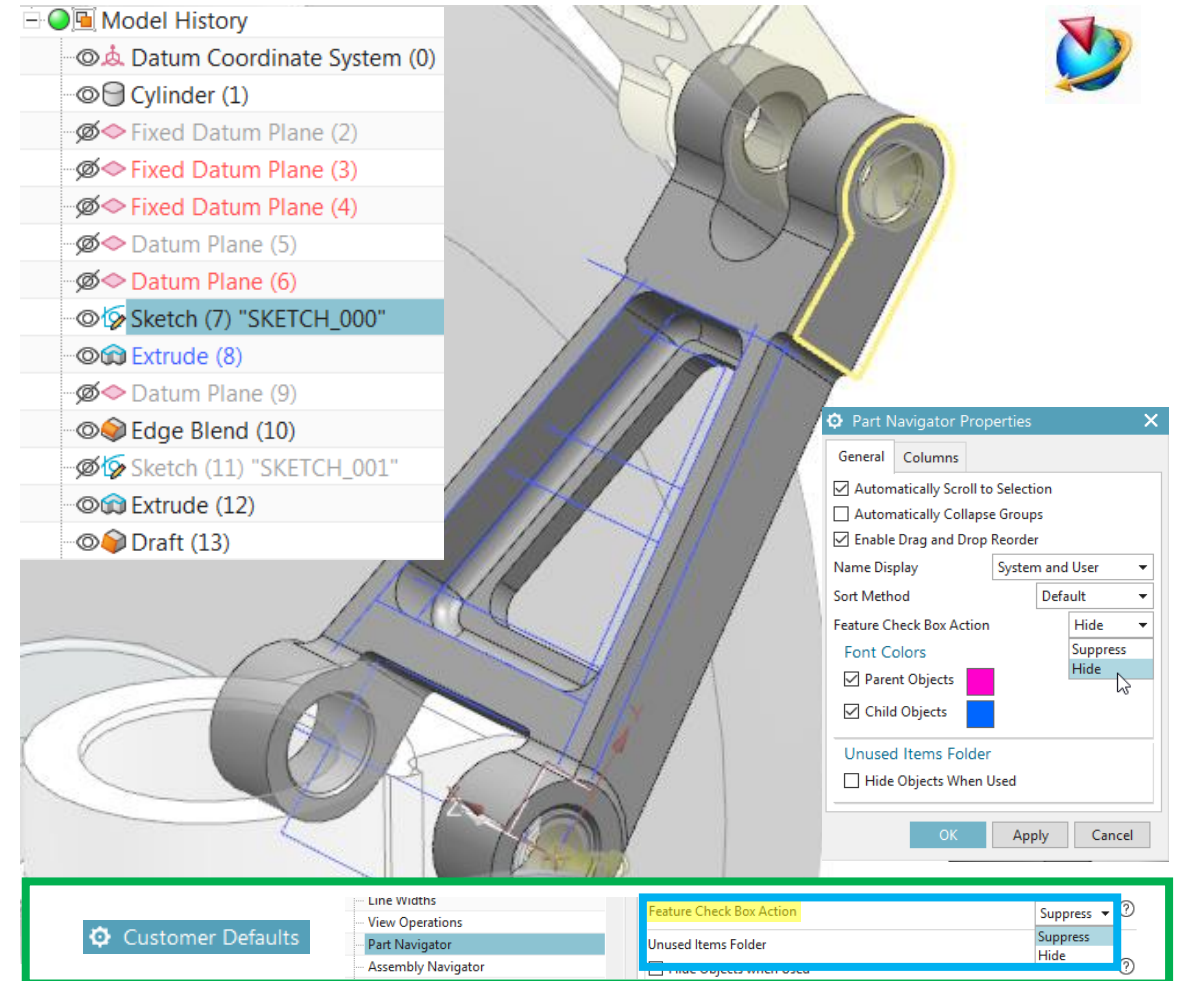 Model History
Datum Coordinate System (0)
Cylinder (1)
Fixed Datum Plane (2)
Fixed Datum Plane (3)
Fixed Datum Plane (4)
Datum Plane (5)
Datum Plane (6)
Sketch (7) "SKETCH_000"
Extrude (8)
Datum Plane (9)
Edge Blend (10)
Sketch (11) "SKETCH_001"
Extrude (12)
Draft (13)
Y
Z
Part Navigator Properties
General Columns
Automatically Scroll to Selection
Automatically Collapse Groups
Enable Drag and Drop Reorder
Name Display System and User
Sort Method Default
Feature Check Box Action Hide
Suppress
Hide
Font Colors
Parent Objects
Child Objects
Unused Items Folder
Hide Objects When Used
OK Apply Cancel
Customer Defaults
Line Widths
View Operations
Part Navigator
Assembly Navigator
Feature Check Box Action Suppress ?
Suppress
Hide
Unused Items Folder
Hide Objects when Used ?